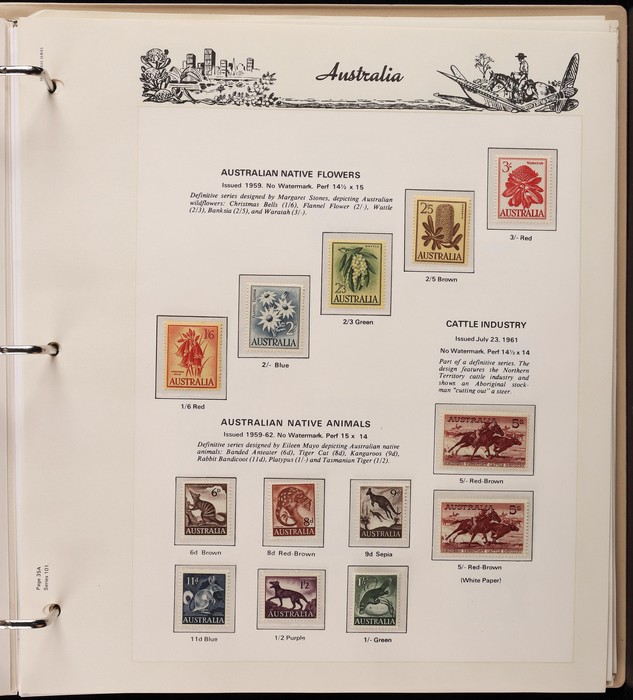 Australia
AUSTRALIAN NATIVE FLOWERS
Issued 1959. No Watermark. Perf 14½ x 15
Definitive series designed by Margaret Stones, depicting Australian
wildflowers: Christmas Bells (1/6), Flannel Flower (2/-), Wattle
(2/3), Banksia (2/5), and Waratah (3/-).
3/-
WARATAH
AUSTRALIA
3/- Red
2/5
AUSTRALIA
2/5 Brown
2/3
WATTLE
AUSTRALIA
2/3 Green
2/-
AUSTRALIA
2/- Blue
1/6
AUSTRALIA
1/6 Red
CATTLE INDUSTRY
Issued July 23, 1961
No Watermark. Perf 14½ x 14
Part of a definitive series. The
design features the Northern
Territory cattle industry and
shows an Aboriginal stock-
man "cutting out" a steer.
AUSTRALIA 5/-
5/- Red-Brown
AUSTRALIA 5/-
5/- Red-Brown
(White Paper)
AUSTRALIAN NATIVE ANIMALS
Issued 1959-62. No Watermark. Perf 15 x 14
Definitive series designed by Eileen Mayo depicting Australian native
animals: Banded Anteater (6d), Tiger Cat (8d), Kangaroos (9d),
Rabbit Bandicoot (11d), Platypus (1/-) and Tasmanian Tiger (1/2).
6d
AUSTRALIA
6d Brown
8d
AUSTRALIA
8d Red-Brown
9d
AUSTRALIA
9d Sepia
11d
AUSTRALIA
11d Blue
1/2
AUSTRALIA
1/2 Purple
1/-
AUSTRALIA
1/- Green
Page 35A
Series 101.